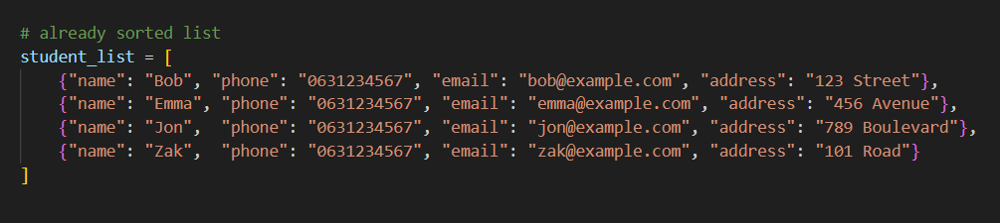 # already sorted list
student_list = [
    {"name": "Bob", "phone": "0631234567", "email": "bob@example.com", "address": "123 Street"},
    {"name": "Emma", "phone": "0631234567", "email": "emma@example.com", "address": "456 Avenue"},
    {"name": "Jon",  "phone": "0631234567", "email": "jon@example.com", "address": "789 Boulevard"},
    {"name": "Zak",  "phone": "0631234567", "email": "zak@example.com", "address": "101 Road"}
]